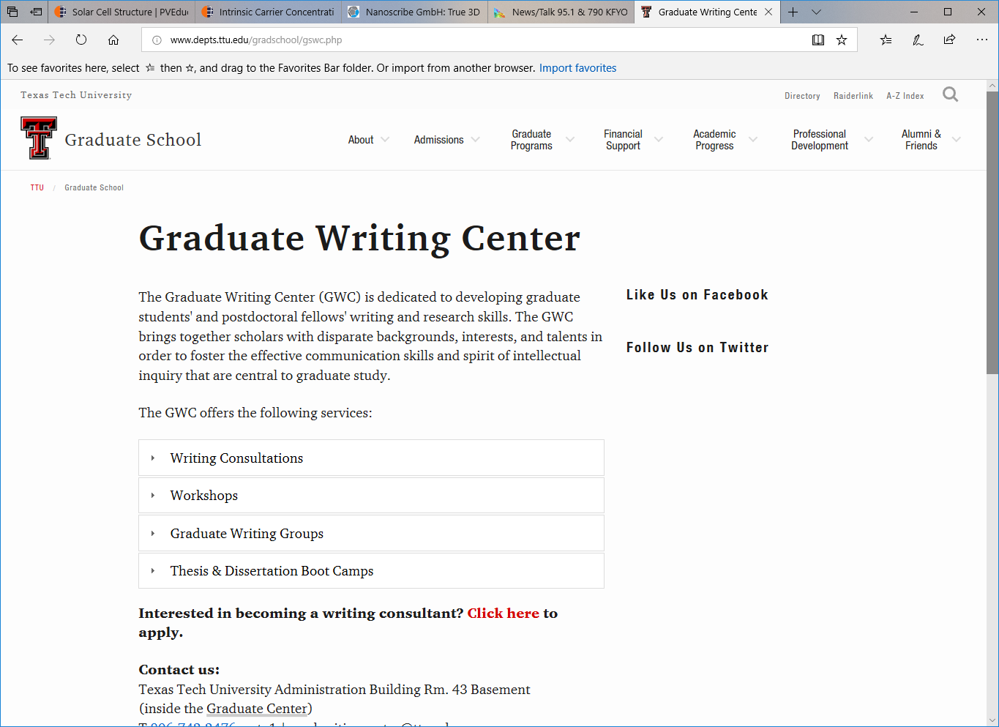 Solar Cell Structure | PVEdu
Intrinsic Carrier Concentrati
Nanoscribe GmbH: True 3D
News/Talk 95.1 & 790 KFYO
Graduate Writing Cente
www.depts.ttu.edu/gradschool/gswc.php
To see favorites here, select then ☆, and drag to the Favorites Bar folder. Or import from another browser. Import favorites
Texas Tech University
Directory
Raiderlink
A-Z Index
Graduate School
About
Admissions
Graduate
Programs
Financial
Support
Academic
Progress
Professional
Development
Alumni &
Friends
TTU / Graduate School
Graduate Writing Center
The Graduate Writing Center (GWC) is dedicated to developing graduate
students' and postdoctoral fellows' writing and research skills. The GWC
brings together scholars with disparate backgrounds, interests, and talents in
order to foster the effective communication skills and spirit of intellectual
inquiry that are central to graduate study.
The GWC offers the following services:
Writing Consultations
Workshops
Graduate Writing Groups
Thesis & Dissertation Boot Camps
Interested in becoming a writing consultant? Click here to
apply.
Contact us:
Texas Tech University Administration Building Rm. 43 Basement
(inside the Graduate Center)
Like Us on Facebook
Follow Us on Twitter